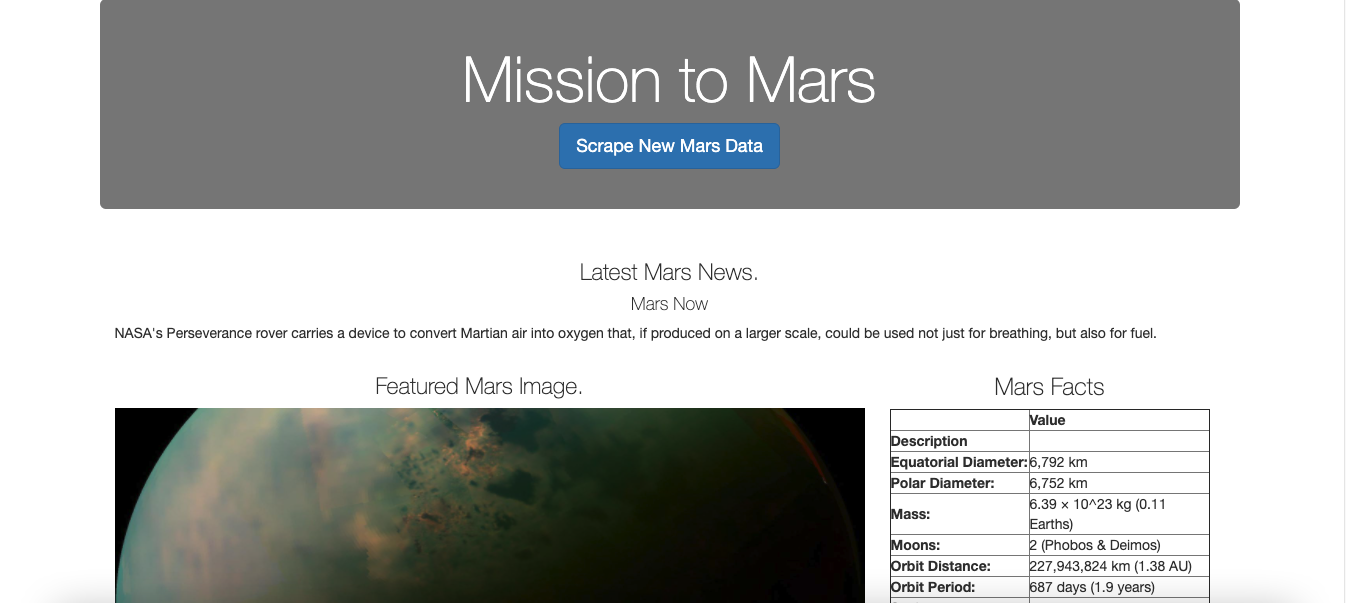 Mission to Mars
Scrape New Mars Data
Latest Mars News.
Mars Now
NASA's Perseverance rover carries a device to convert Martian air into oxygen that, if produced on a larger scale, could be used not just for breathing, but also for fuel.
Featured Mars Image.
Mars Facts
Value
Description
Equatorial Diameter: 6,792 km
Polar Diameter: 6,752 km
Mass: 6.39 × 10^23 kg (0.11
Earths)
Moons: 2 (Phobos & Deimos)
Orbit Distance: 227,943,824 km (1.38 AU)
Orbit Period: 687 days (1.9 years)